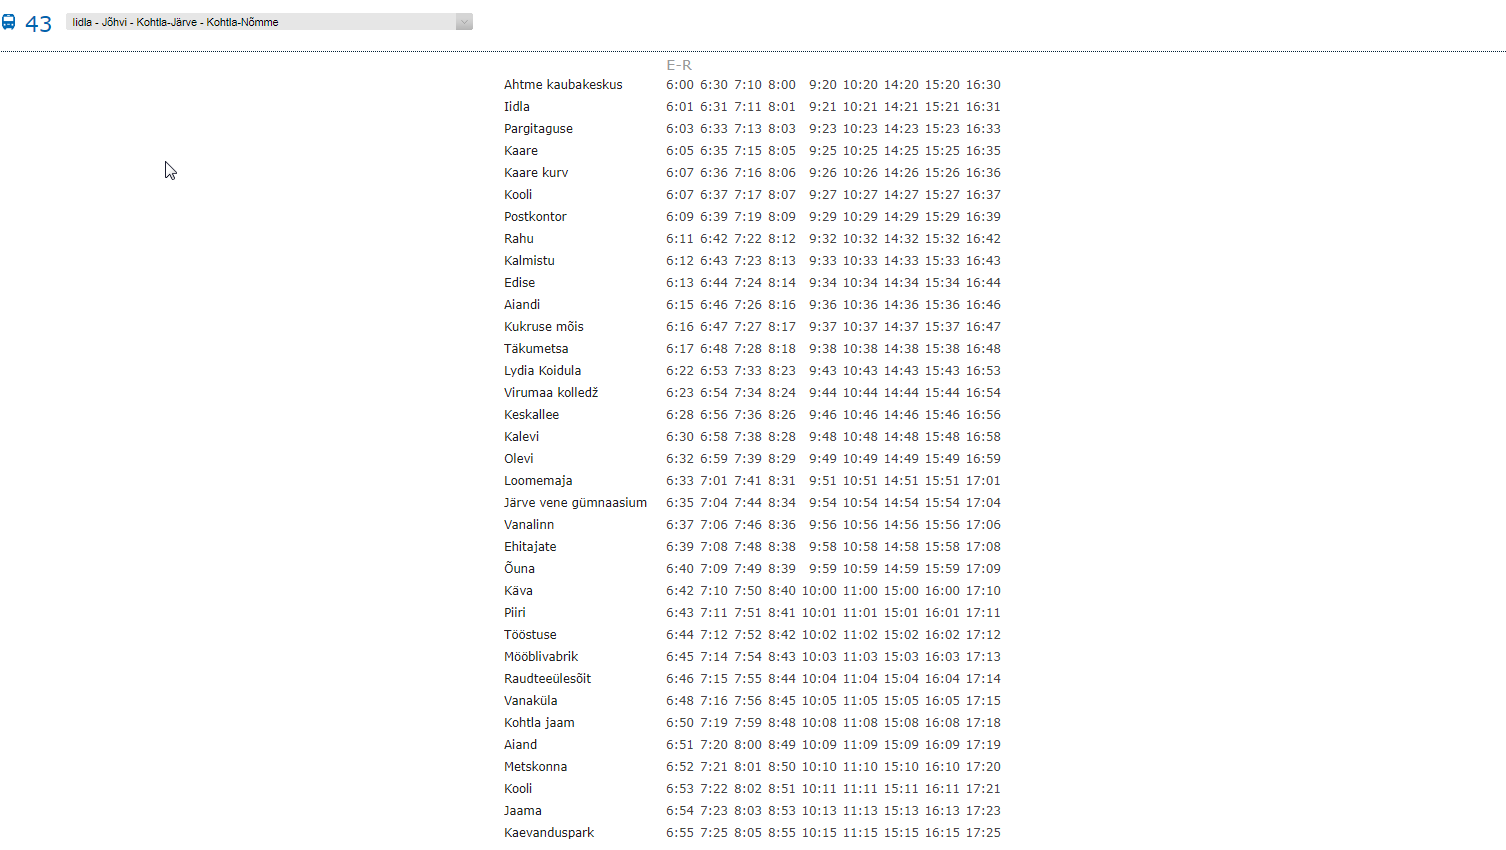 43 Iidla - Jõhvi - Kohtla-Järve - Kohtla-Nõmme
E-R
Ahtme kaubakeskus 6:00 6:30 7:10 8:00 9:20 10:20 14:20 15:20 16:30
Iidla 6:01 6:31 7:11 8:01 9:21 10:21 14:21 15:21 16:31
Pargitaguse 6:03 6:33 7:13 8:03 9:23 10:23 14:23 15:23 16:33
Kaare 6:05 6:35 7:15 8:05 9:25 10:25 14:25 15:25 16:35
Kaare kurv 6:07 6:36 7:16 8:06 9:26 10:26 14:26 15:26 16:36
Kooli 6:07 6:37 7:17 8:07 9:27 10:27 14:27 15:27 16:37
Postkontor 6:09 6:39 7:19 8:09 9:29 10:29 14:29 15:29 16:39
Rahu 6:11 6:42 7:22 8:12 9:32 10:32 14:32 15:32 16:42
Kalmistu 6:12 6:43 7:23 8:13 9:33 10:33 14:33 15:33 16:43
Edise 6:13 6:44 7:24 8:14 9:34 10:34 14:34 15:34 16:44
Aiandi 6:15 6:46 7:26 8:16 9:36 10:36 14:36 15:36 16:46
Kukruse mõis 6:16 6:47 7:27 8:17 9:37 10:37 14:37 15:37 16:47
Täkumetsa 6:17 6:48 7:28 8:18 9:38 10:38 14:38 15:38 16:48
Lydia Koidula 6:22 6:53 7:33 8:23 9:43 10:43 14:43 15:43 16:53
Virumaa kolledž 6:23 6:54 7:34 8:24 9:44 10:44 14:44 15:44 16:54
Keskallee 6:28 6:56 7:36 8:26 9:46 10:46 14:46 15:46 16:56
Kalevi 6:30 6:58 7:38 8:28 9:48 10:48 14:48 15:48 16:58
Olevi 6:32 6:59 7:39 8:29 9:49 10:49 14:49 15:49 16:59
Loomemaja 6:33 7:01 7:41 8:31 9:51 10:51 14:51 15:51 17:01
Järve vene gümnaasium 6:35 7:04 7:44 8:34 9:54 10:54 14:54 15:54 17:04
Vanalinn 6:37 7:06 7:46 8:36 9:56 10:56 14:56 15:56 17:06
Ehitajate 6:39 7:08 7:48 8:38 9:58 10:58 14:58 15:58 17:08
Õuna 6:40 7:09 7:49 8:39 9:59 10:59 14:59 15:59 17:09
Käva 6:42 7:10 7:50 8:40 10:00 11:00 15:00 16:00 17:10
Piiri 6:43 7:11 7:51 8:41 10:01 11:01 15:01 16:01 17:11
Tööstuse 6:44 7:12 7:52 8:42 10:02 11:02 15:02 16:02 17:12
Mööblivabrik 6:45 7:14 7:54 8:43 10:03 11:03 15:03 16:03 17:13
Raudteeülesõit 6:46 7:15 7:55 8:44 10:04 11:04 15:04 16:04 17:14
Vanaküla 6:48 7:16 7:56 8:45 10:05 11:05 15:05 16:05 17:15
Kohtla jaam 6:50 7:19 7:59 8:48 10:08 11:08 15:08 16:08 17:18
Aiand 6:51 7:20 8:00 8:49 10:09 11:09 15:09 16:09 17:19
Metskonna 6:52 7:21 8:01 8:50 10:10 11:10 15:10 16:10 17:20
Kooli 6:53 7:22 8:02 8:51 10:11 11:11 15:11 16:11 17:21
Jaama 6:54 7:23 8:03 8:53 10:13 11:13 15:13 16:13 17:23
Kaevanduspark 6:55 7:25 8:05 8:55 10:15 11:15 15:15 16:15 17:25